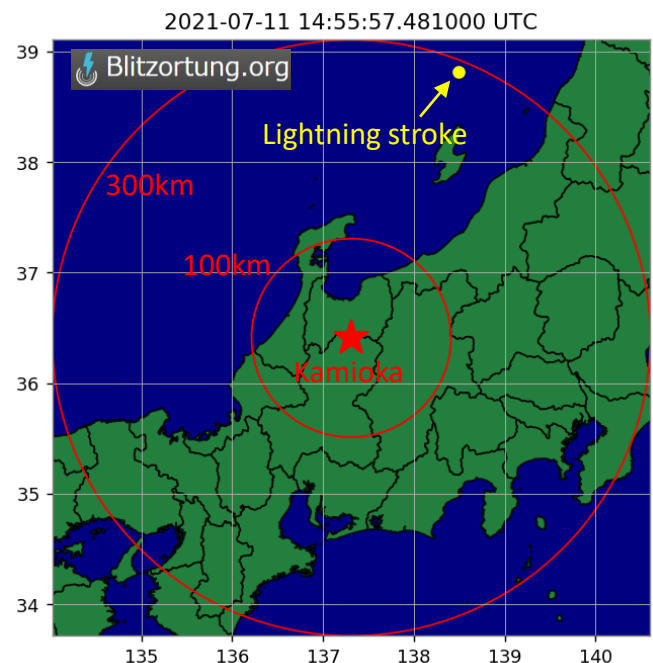 2021-07-11 14:55:57.481000 UTC
Blitzortung.org
Lightning stroke
300km
100km
Kamioka
39
38
37
36
35
34
135 136 137 138 139 140